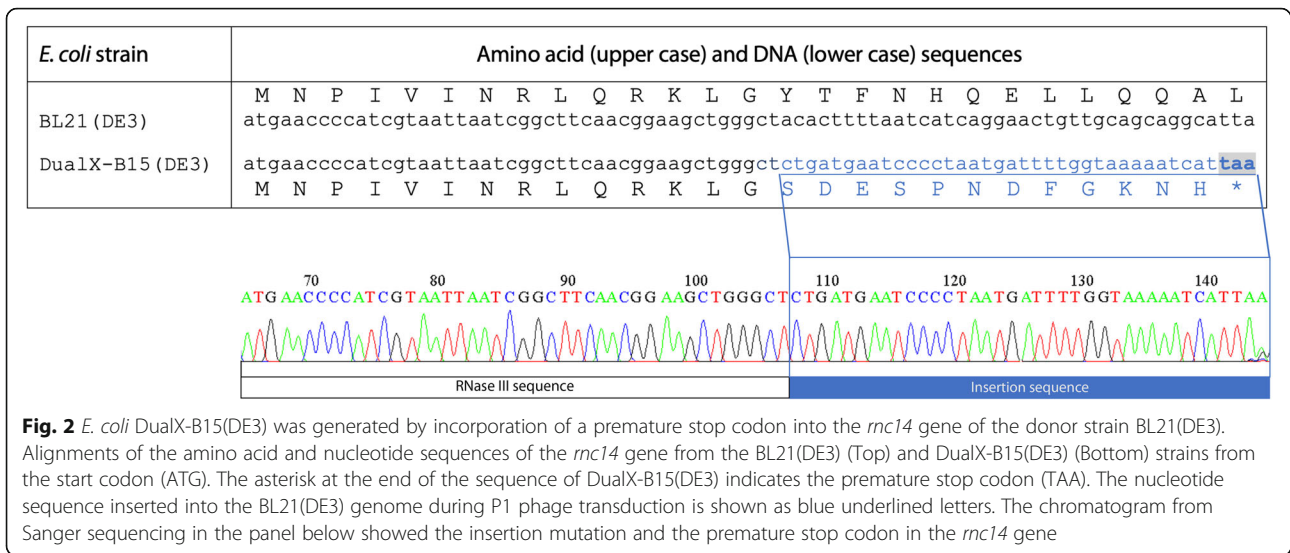 E. coli strain
Amino acid (upper case) and DNA (lower case) sequences
M N P I V I N R L Q R K L G Y T F N H Q E L L Q Q A L
BL21(DE3)
atgaaccccatcgtaattaatcggcttcaacggaagctgggctacacttttaatcatcaggaactgttgcagcaggcatta
DualX-B15(DE3)
atgaaccccatcgtaattaatcggcttcaacggaagctgggctctgatgaatcccctaatgattttggtaaaaatcattaa
M N P I V I N R L Q R K L G S D E S P N D F G K N H *
70 80 90 100 110 120 130 140
ATGAACCCCATCGTAATTAATCGGCTTCAACGGAAGCTGGGCTCTGATGAATCCCCTAATGATTTTGGTAAAAATCATTAA
RNase III sequence
Insertion sequence
Fig. 2 E. coli DualX-B15(DE3) was generated by incorporation of a premature stop codon into the rnc14 gene of the donor strain BL21(DE3).
Alignments of the amino acid and nucleotide sequences of the rnc14 gene from the BL21(DE3) (Top) and DualX-B15(DE3) (Bottom) strains from
the start codon (ATG). The asterisk at the end of the sequence of DualX-B15(DE3) indicates the premature stop codon (TAA). The nucleotide
sequence inserted into the BL21(DE3) genome during P1 phage transduction is shown as blue underlined letters. The chromatogram from
Sanger sequencing in the panel below showed the insertion mutation and the premature stop codon in the rnc14 gene